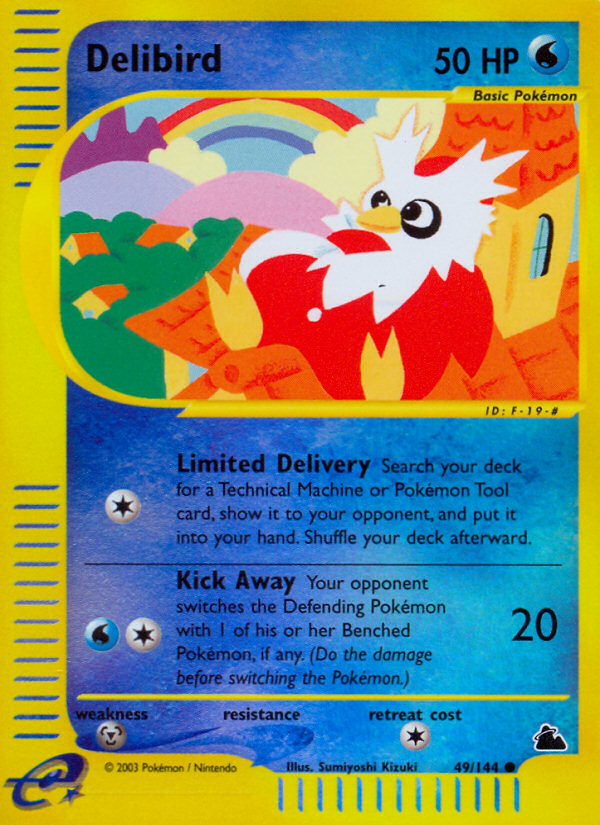 Delibird 50 HP
Basic Pokémon
ID: F-19-#
Limited Delivery Search your deck
for a Technical Machine or Pokémon Tool
card, show it to your opponent, and put it
into your hand. Shuffle your deck afterward.
Kick Away Your opponent
switches the Defending Pokémon
with 1 of his or her Benched
Pokémon, if any. (Do the damage
before switching the Pokémon.)
20
weakness resistance retreat cost
© 2003 Pokémon / Nintendo Illus. Sumiyoshi Kizuki 49/144
e